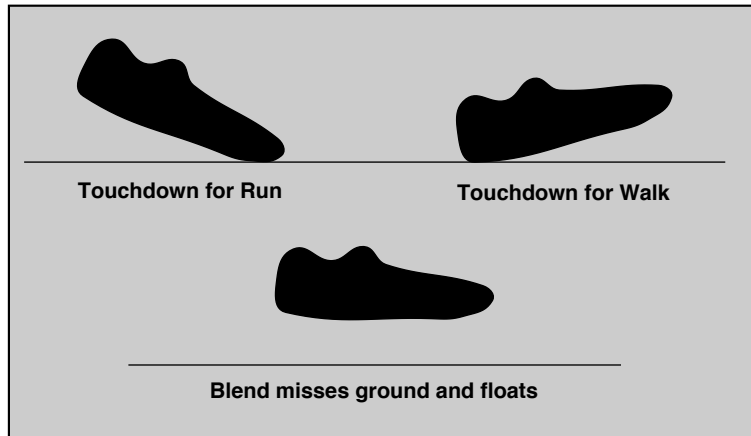 Touchdown for Run
Touchdown for Walk
Blend misses ground and floats